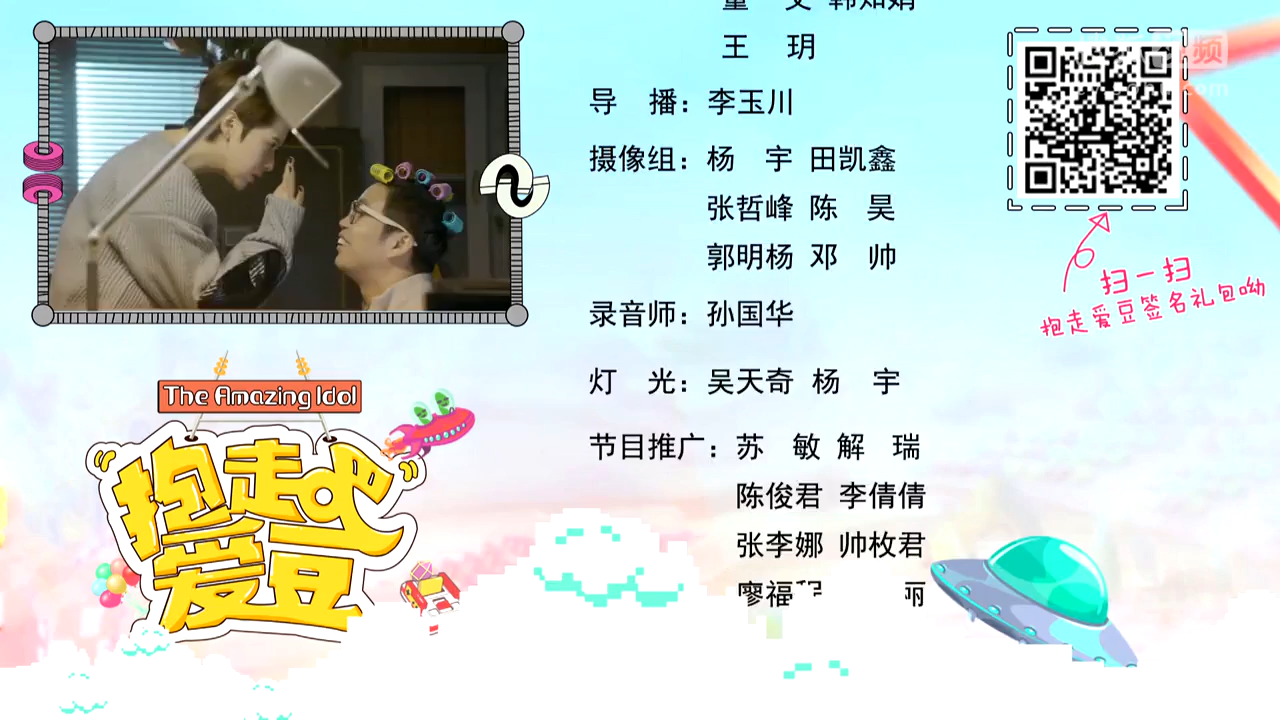 王 玥
导 播：李玉川
摄像组：杨 宇 田凯鑫
张哲峰 陈 昊
郭明杨 邓 帅
录音师：孙国华
灯 光：吴天奇 杨 宇
节目推广：苏 敏 解 瑞
陈俊君 李倩倩
张李娜 帅枚君
廖福
The Amazing Idol
抱走吧
爱豆
频
扫一扫
抱走爱豆签名礼包呦